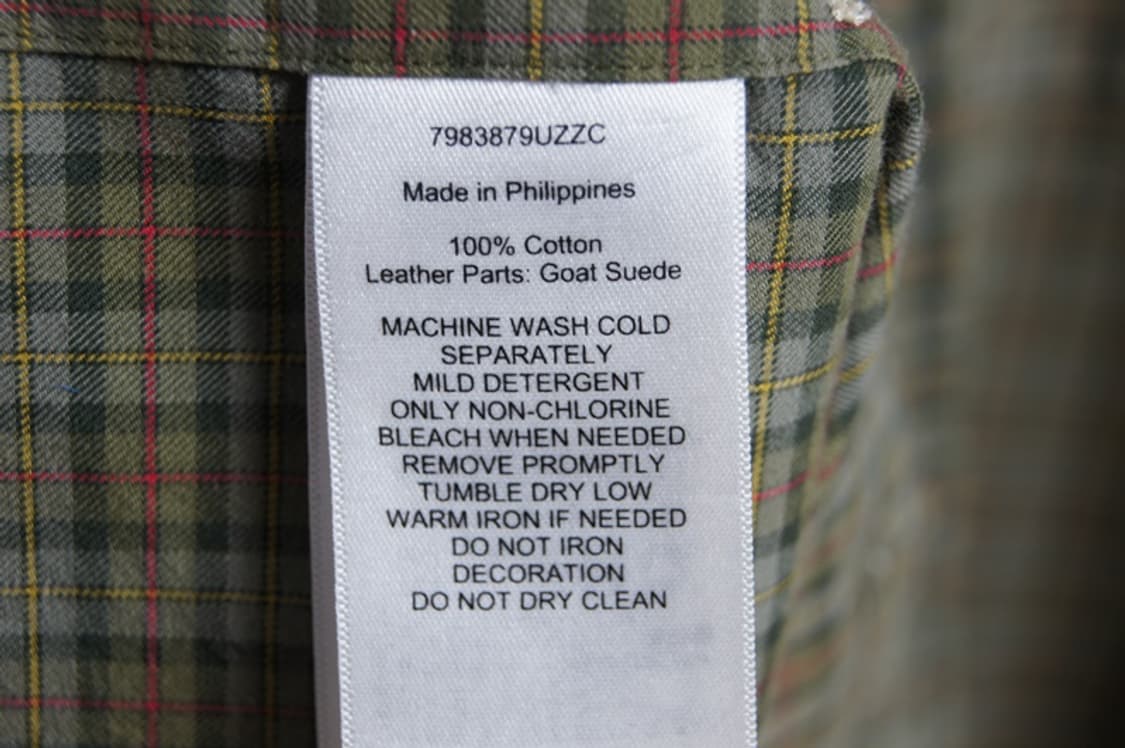 7983879UZZC
Made in Philippines
100% Cotton
Leather Parts: Goat Suede
MACHINE WASH COLD
SEPARATELY
MILD DETERGENT
ONLY NON-CHLORINE
BLEACH WHEN NEEDED
REMOVE PROMPTLY
TUMBLE DRY LOW
WARM IRON IF NEEDED
DO NOT IRON
DECORATION
DO NOT DRY CLEAN